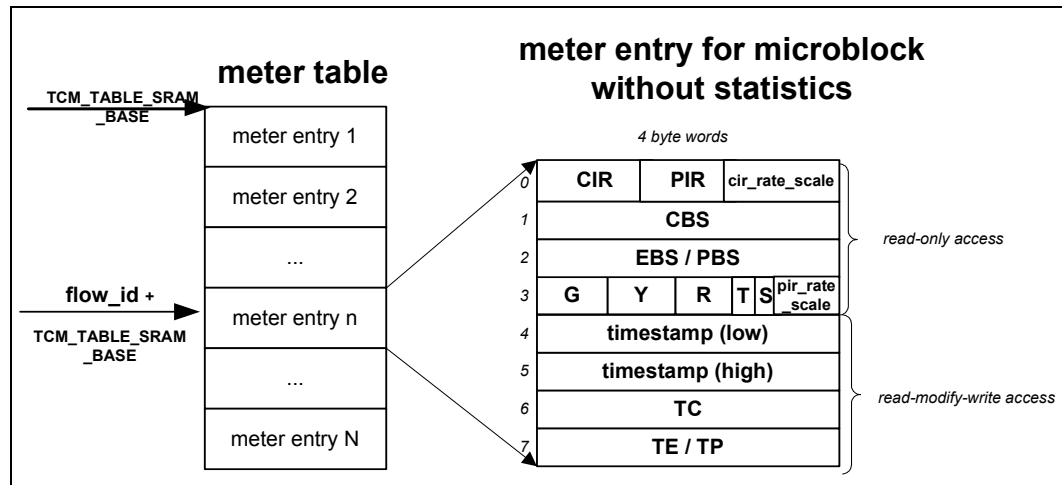 meter table
TCM_TABLE_SRAM
_BASE
meter entry 1
meter entry 2
...
flow_id +
meter entry n
TCM_TABLE_SRAM
_BASE
...
meter entry N
meter entry for microblock
without statistics
4 byte words
0 CIR PIR cir_rate_scale
1 CBS
2 EBS / PBS
3 G Y R T S pir_rate
_scale
4 timestamp (low)
5 timestamp (high)
6 TC
7 TE / TP
read-only access
read-modify-write access